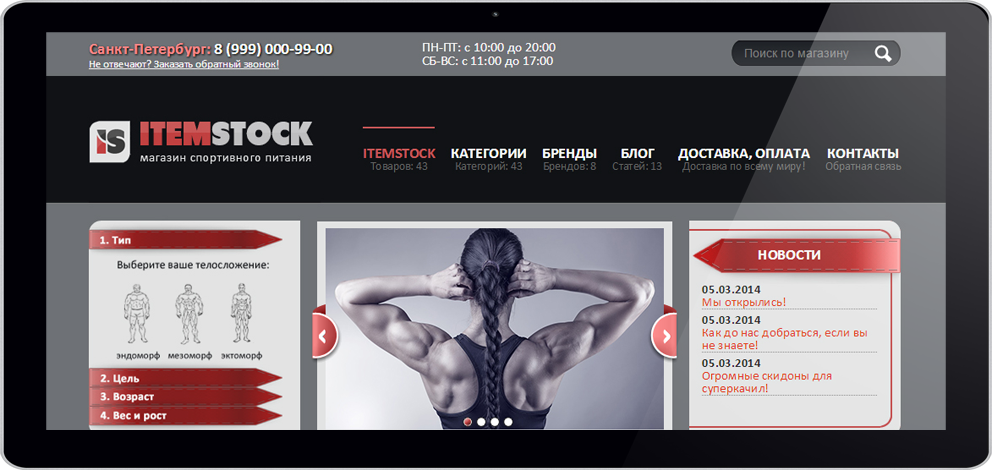 Санкт-Петербург: 8 (999) 000-99-00
Не отвечают? Заказать обратный звонок!
ПН-ПТ: с 10:00 до 20:00
СБ-ВС: с 11:00 до 17:00
Поиск по магазину
is ITEMSTOCK
магазин спортивного питания
ITEMSTOCK
Товаров: 43
КАТЕГОРИИ
Категорий: 43
БРЕНДЫ
Брендов: 8
БЛОГ
Статей: 13
ДОСТАВКА, ОПЛАТА
Доставка по всему миру!
КОНТАКТЫ
Обратная связь
1. Тип
Выберите ваше телосложение:
эндоморф мезоморф эктоморф
2. Цель
3. Возраст
4. Вес и рост
НОВОСТИ
05.03.2014
Мы открылись!
05.03.2014
Как до нас добраться, если вы
не знаете!
05.03.2014
Огромные скидоны для
суперкачил!